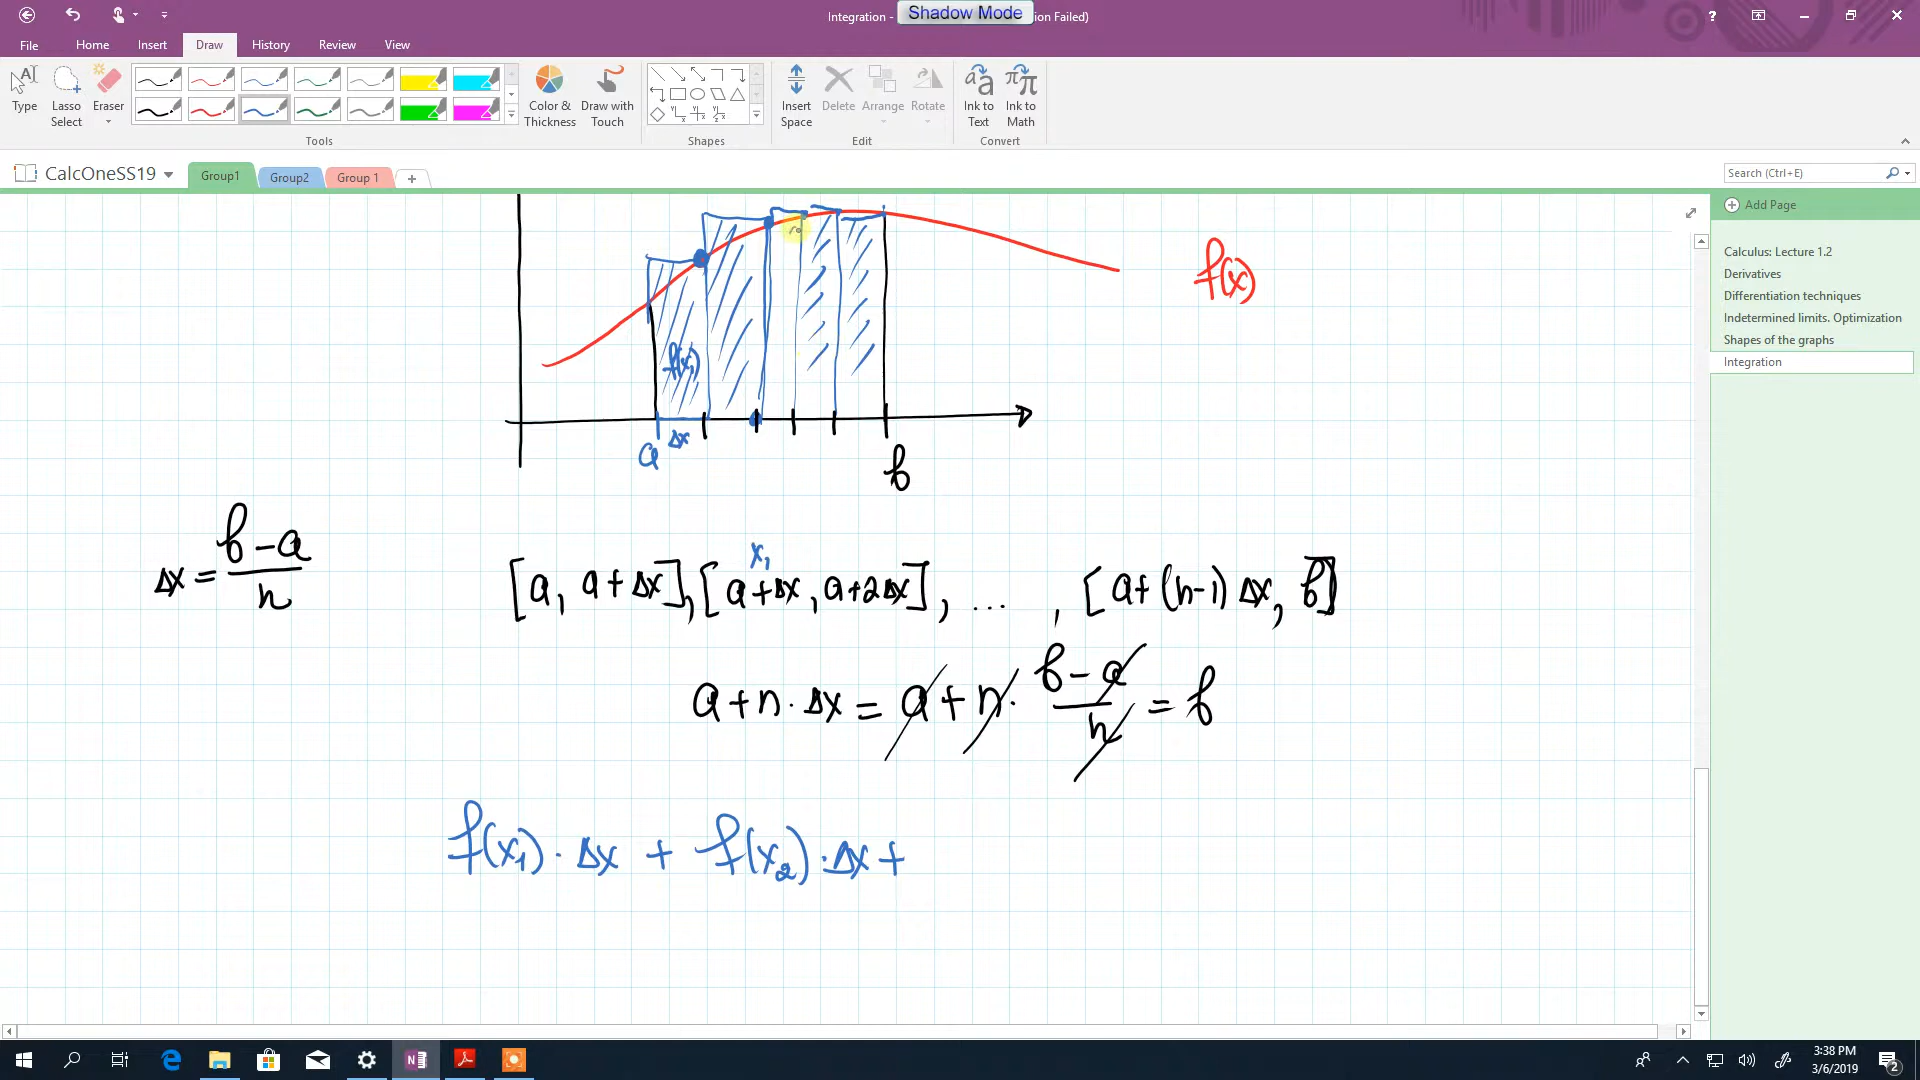 Integration - Shadow Mode ion Failed)
File Home Insert Draw History Review View
Type Lasso Select Eraser Color & Thickness Draw with Touch Insert Space Delete Arrange Rotate Ink to Text Ink to Math
Tools Shapes Edit Convert
CalcOneSS19 Group1 Group2 Group 1 +
Search (Ctrl+E)
Add Page
Calculus: Lecture 1.2
Derivatives
Differentiation techniques
Indetermined limits. Optimization
Shapes of the graphs
Integration
f(x)
f(x₁)
a Δx b
Δx = (b-a)/n
x₁
[a, a+Δx], [a+Δx, a+2Δx], ... , [a+(n-1)Δx, b]
a+n·Δx = a+n·(b-a)/n = b
f(x₁)·Δx + f(x₂)·Δx+
3:38 PM
3/6/2019
2